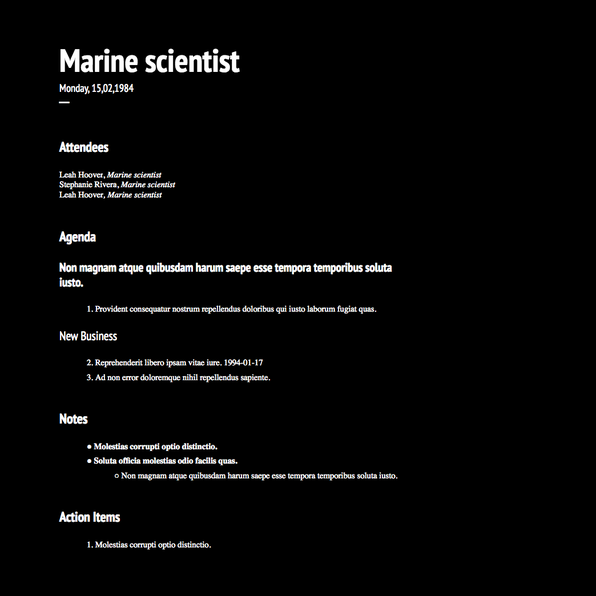 Marine scientist
Monday, 15,02,1984
Attendees
Leah Hoover, Marine scientist
Stephanie Rivera, Marine scientist
Leah Hoover, Marine scientist
Agenda
Non magnam atque quibusdam harum saepe esse tempora temporibus soluta
iusto.
1. Provident consequatur nostrum repellendus doloribus qui iusto laborum fugiat quas.
New Business
2. Reprehenderit libero ipsam vitae iure. 1994-01-17
3. Ad non error doloremque nihil repellendus sapiente.
Notes
● Molestias corrupti optio distinctio.
● Soluta officia molestias odio facilis quas.
○ Non magnam atque quibusdam harum saepe esse tempora temporibus soluta iusto.
Action Items
1. Molestias corrupti optio distinctio.